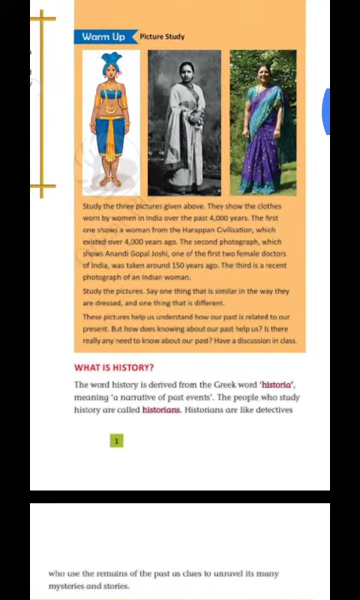 Warm Up Picture Study
Study the three pictures given above. They show the clothes
worn by women in India over the past 4,000 years. The first
one shows a woman from the Harappan Civilisation, which
existed over 4,000 years ago. The second photograph, which
shows Anandi Gopal Joshi, one of the first two female doctors
of India, was taken around 150 years ago. The third is a recent
photograph of an Indian woman.
Study the pictures. Say one thing that is similar in the way they
are dressed, and one thing that is different.
These pictures help us understand how our past is related to our
present. But how does knowing about our past help us? Is there
really any need to know about our past? Have a discussion in class.
WHAT IS HISTORY?
The word history is derived from the Greek word ‘historia’,
meaning ‘a narrative of past events’. The people who study
history are called historians. Historians are like detectives
1
who use the remains of the past as clues to unravel its many
mysteries and stories.